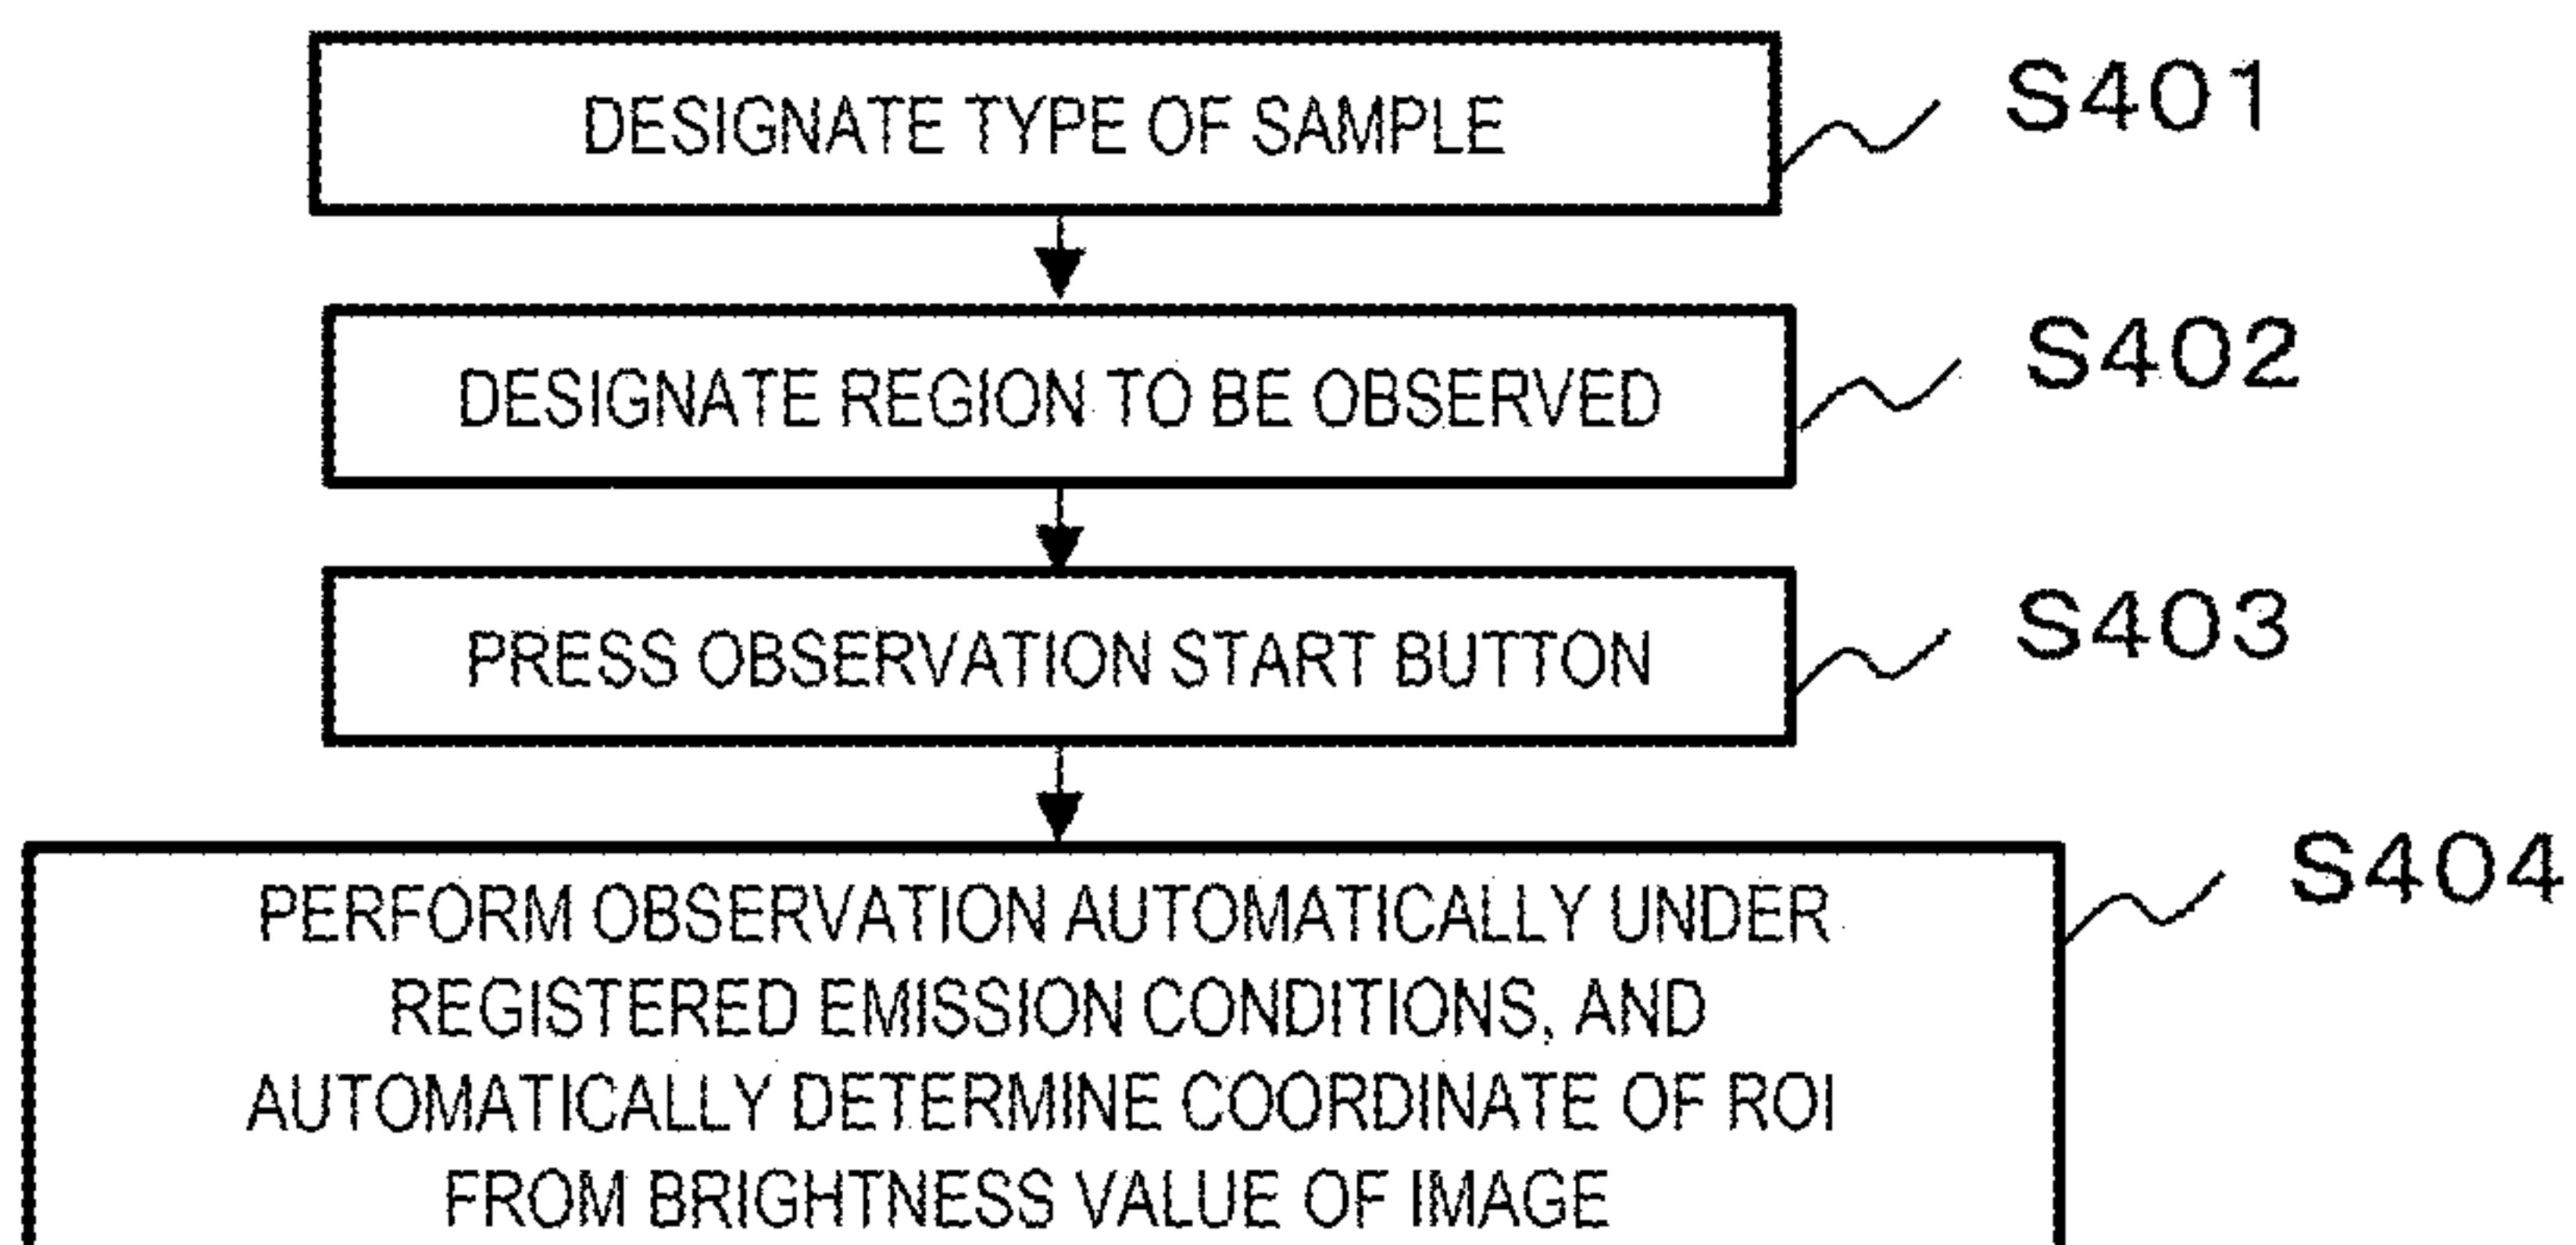 DESIGNATE TYPE OF SAMPLE
S401
DESIGNATE REGION TO BE OBSERVED
S402
PRESS OBSERVATION START BUTTON
S403
PERFORM OBSERVATION AUTOMATICALLY UNDER
REGISTERED EMISSION CONDITIONS, AND
AUTOMATICALLY DETERMINE COORDINATE OF ROI
FROM BRIGHTNESS VALUE OF IMAGE
S404